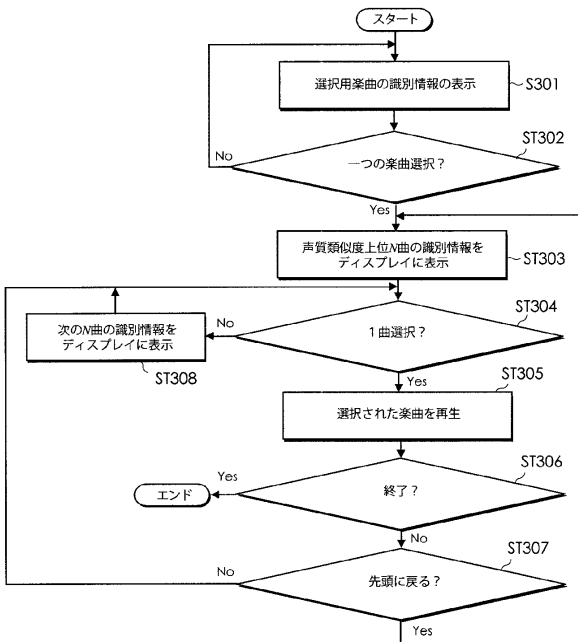 スタート
選択用楽曲の識別情報の表示
S301
ST302
一つの楽曲選択？
No
Yes
声質類似度上位N曲の識別情報を
ディスプレイに表示
ST303
ST304
1曲選択？
No
次のN曲の識別情報を
ディスプレイに表示
ST308
Yes
ST305
選択された楽曲を再生
ST306
終了？
Yes
エンド
No
ST307
先頭に戻る？
No
Yes